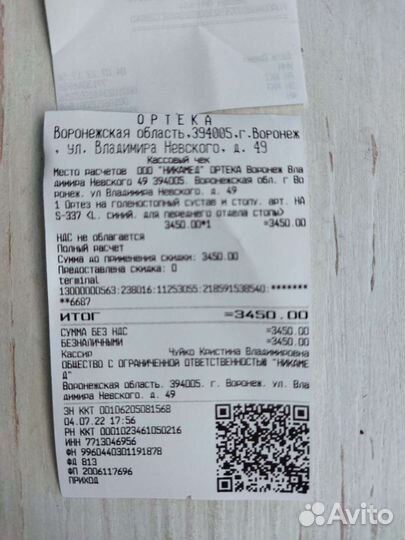 ОРТЕКА
Воронежская область,394005,г.Воронеж
, ул. Владимира Невского, д. 49
Кассовый чек
Место расчетов ООО "НИКАМЕД" ОРТЕКА Воронеж Вла
димира Невского 49 394005, Воронежская обл, г Во
ронеж, ул. Владимира Невского, д. 49
1 Ортез на голеностопный сустав и стопу, арт. HA
S-337 (L, синий, для переднего отдела стопы)
3450.00*1 =3450.00
НДС не облагается
Полный расчет
Сумма до применения скидки: 3450.00
Предоставлена скидка: 0
terminal
13000000563:238016:11253055:218591538540:*******
**6687
ИТОГ =3450.00
СУММА БЕЗ НДС =3450.00
БЕЗНАЛИЧНЫМИ =3450.00
Кассир Чуйко Кристина Владимировна
ОБЩЕСТВО С ОГРАНИЧЕННОЙ ОТВЕТСТВЕННОСТЬЮ "НИКАМЕ
Д"
Воронежская область, 394005, г. Воронеж, ул. Вла
димира Невского, д. 49
ЗН ККТ 00106205081568
04.07.22 17:56
РН ККТ 0001023461050216
ИНН 7713046956
ФН 9960440301191878
ФД 813
ФП 2006117696
ПРИХОД
Avito